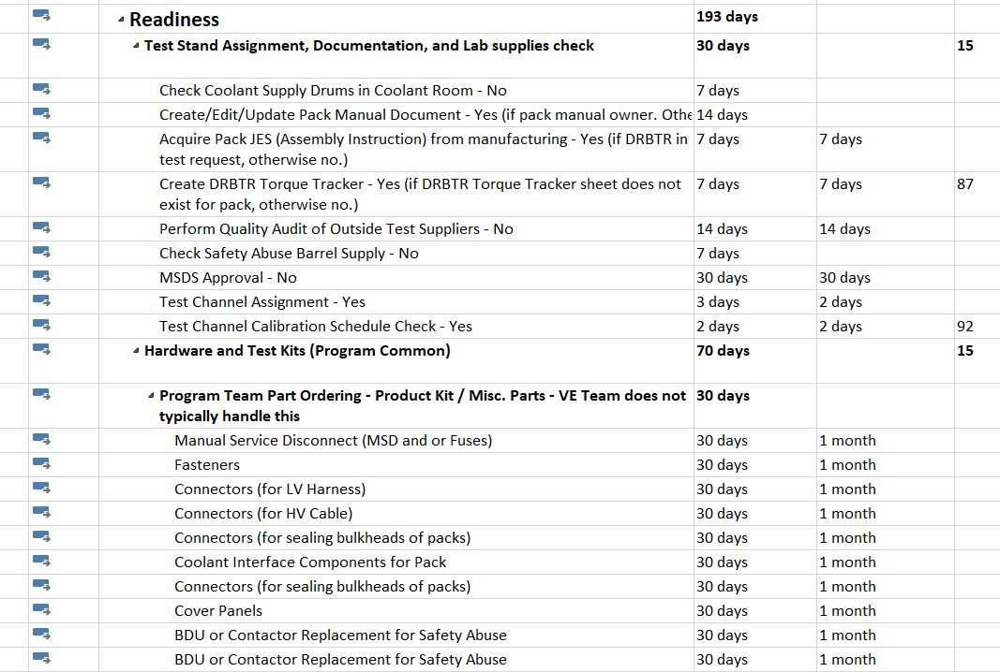 Readiness 193 days
Test Stand Assignment, Documentation, and Lab supplies check 30 days 15
Check Coolant Supply Drums in Coolant Room - No 7 days
Create/Edit/Update Pack Manual Document - Yes (if pack manual owner. Othe 14 days
Acquire Pack JES (Assembly Instruction) from manufacturing - Yes (if DRBTR in 7 days 7 days
test request, otherwise no.)
Create DRBTR Torque Tracker - Yes (if DRBTR Torque Tracker sheet does not 7 days 7 days 87
exist for pack, otherwise no.)
Perform Quality Audit of Outside Test Suppliers - No 14 days 14 days
Check Safety Abuse Barrel Supply - No 7 days
MSDS Approval - No 30 days 30 days
Test Channel Assignment - Yes 3 days 2 days
Test Channel Calibration Schedule Check - Yes 2 days 2 days 92
Hardware and Test Kits (Program Common) 70 days 15
Program Team Part Ordering - Product Kit / Misc. Parts - VE Team does not 30 days
typically handle this
Manual Service Disconnect (MSD and or Fuses) 30 days 1 month
Fasteners 30 days 1 month
Connectors (for LV Harness) 30 days 1 month
Connectors (for HV Cable) 30 days 1 month
Connectors (for sealing bulkheads of packs) 30 days 1 month
Coolant Interface Components for Pack 30 days 1 month
Connectors (for sealing bulkheads of packs) 30 days 1 month
Cover Panels 30 days 1 month
BDU or Contactor Replacement for Safety Abuse 30 days 1 month
BDU or Contactor Replacement for Safety Abuse 30 days 1 month